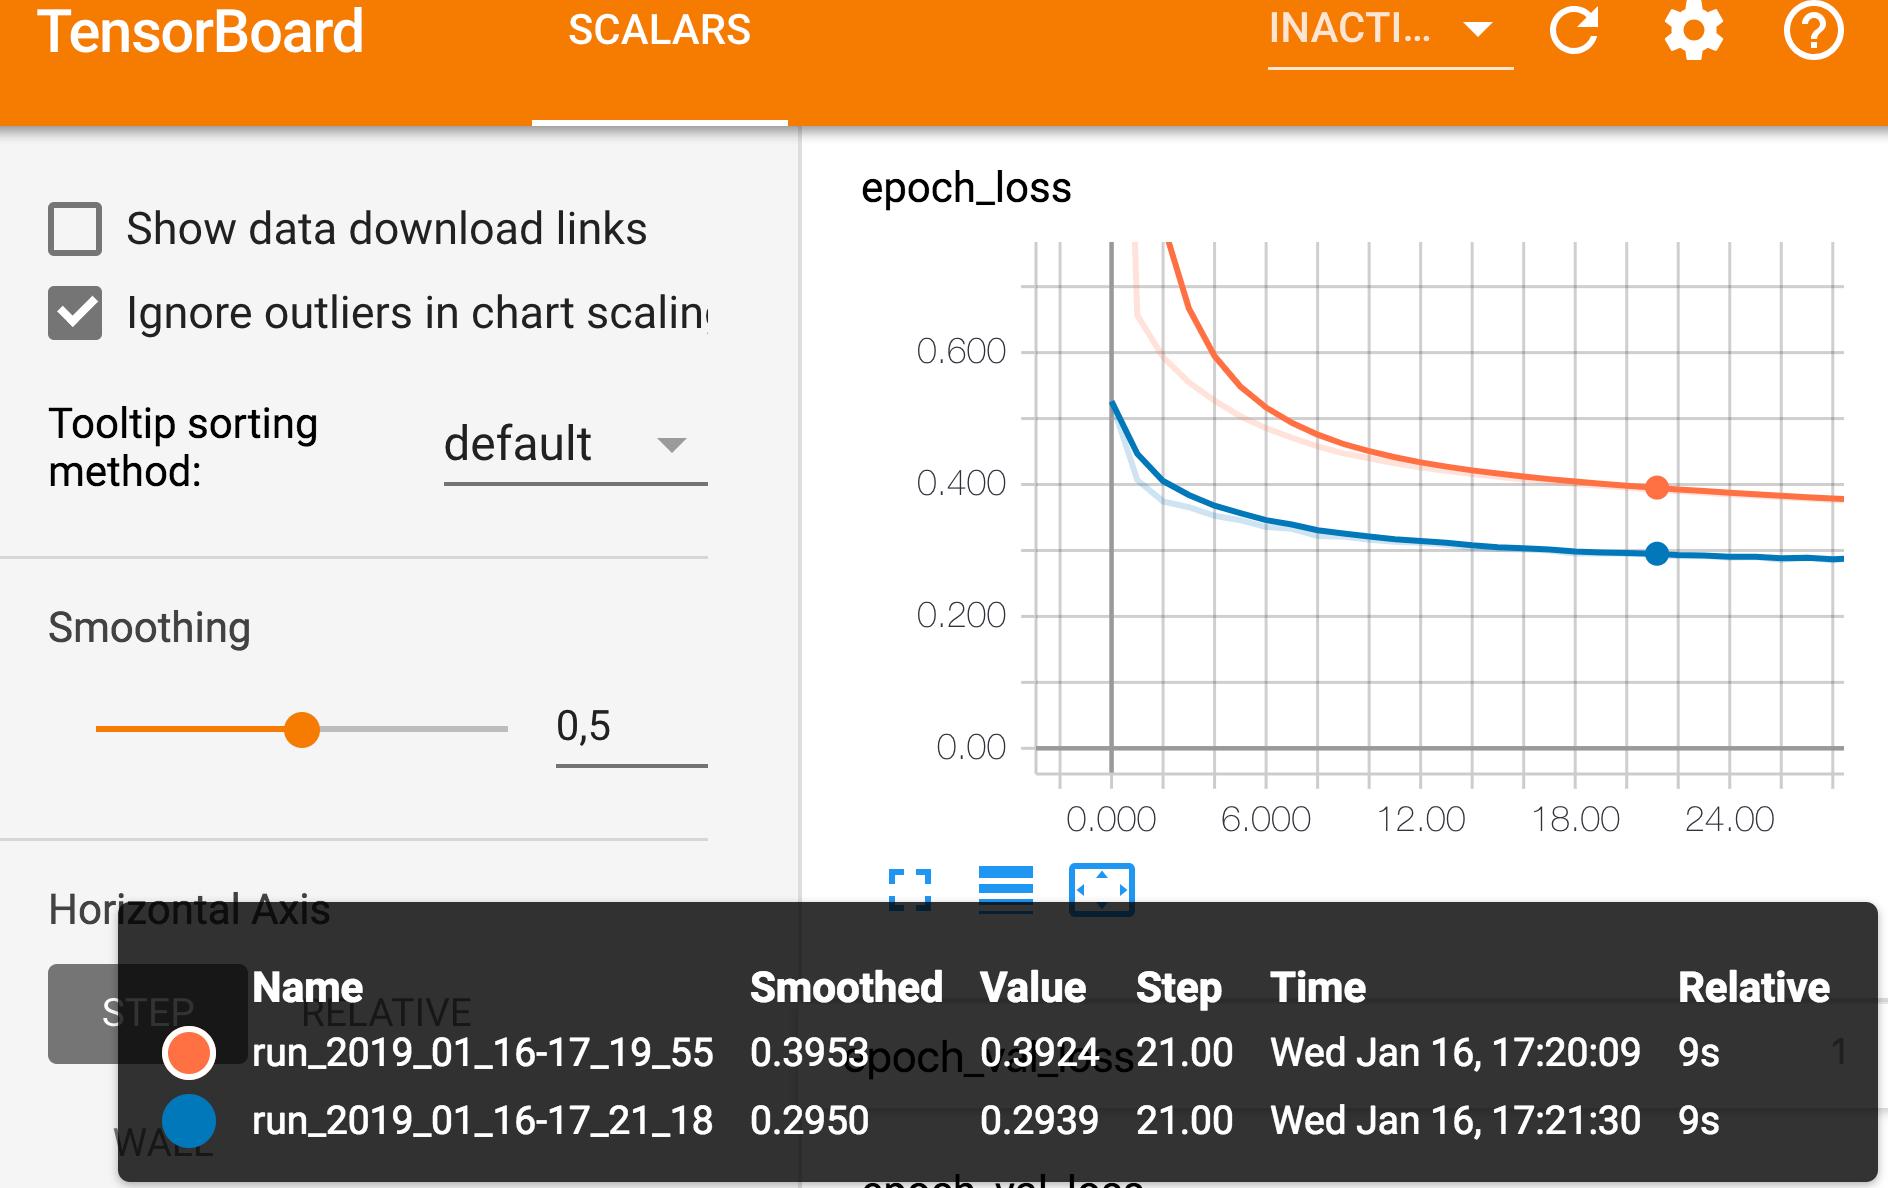 TensorBoard
SCALARS
INACTI...
Show data download links
Ignore outliers in chart scaling
Tooltip sorting
method:
default
Smoothing
0,5
Horizontal Axis
STEP
RELATIVE
WALL
epoch_loss
0.600
0.400
0.200
0.00
0.000 6.000 12.00 18.00 24.00
epoch_val_loss
1
Name Smoothed Value Step Time Relative
run_2019_01_16-17_19_55 0.3953 0.3924 21.00 Wed Jan 16, 17:20:09 9s
run_2019_01_16-17_21_18 0.2950 0.2939 21.00 Wed Jan 16, 17:21:30 9s
epoch_val_loss